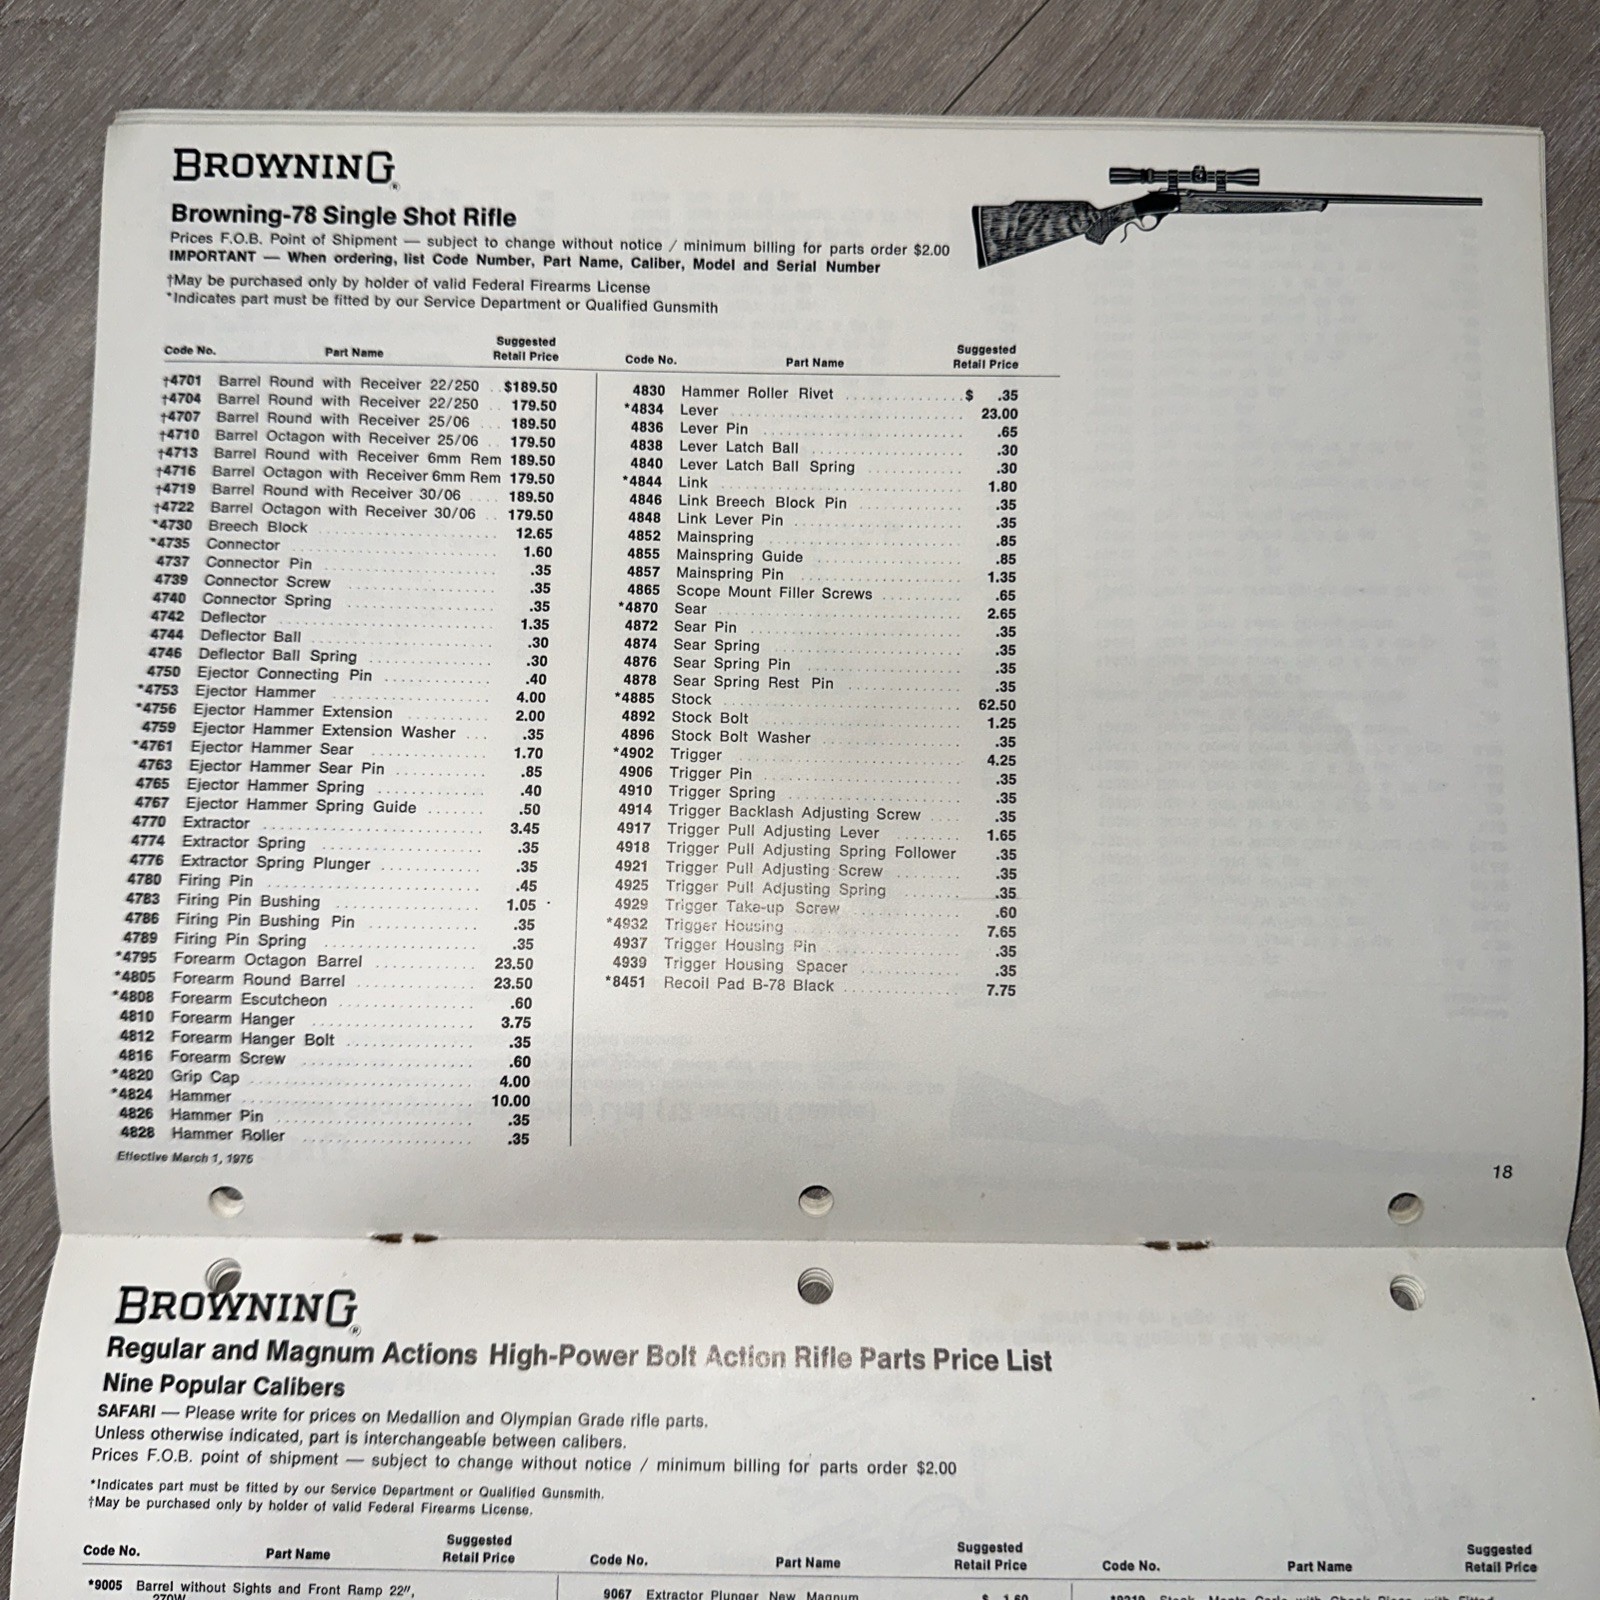 BROWNING®
Browning-78 Single Shot Rifle
Prices F.O.B. Point of Shipment — subject to change without notice / minimum billing for parts order $2.00
IMPORTANT — When ordering, list Code Number, Part Name, Caliber, Model and Serial Number
†May be purchased only by holder of valid Federal Firearms License
*Indicates part must be fitted by our Service Department or Qualified Gunsmith
Code No. Part Name Suggested Retail Price
†4701 Barrel Round with Receiver 22/250 $189.50
†4704 Barrel Round with Receiver 22/250 179.50
†4707 Barrel Round with Receiver 25/06 189.50
†4710 Barrel Octagon with Receiver 25/06 179.50
†4713 Barrel Round with Receiver 6mm Rem 189.50
†4716 Barrel Octagon with Receiver 6mm Rem 179.50
†4719 Barrel Round with Receiver 30/06 189.50
†4722 Barrel Octagon with Receiver 30/06 179.50
*4730 Breech Block 12.65
*4735 Connector 1.60
4737 Connector Pin .35
4739 Connector Screw .35
4740 Connector Spring .35
4742 Deflector 1.35
4744 Deflector Ball .30
4746 Deflector Ball Spring .30
4750 Ejector Connecting Pin .40
*4753 Ejector Hammer 4.00
*4756 Ejector Hammer Extension 2.00
4759 Ejector Hammer Extension Washer .35
*4761 Ejector Hammer Sear 1.70
4763 Ejector Hammer Sear Pin .85
4765 Ejector Hammer Spring .40
4767 Ejector Hammer Spring Guide .50
4770 Extractor 3.45
4774 Extractor Spring .35
4776 Extractor Spring Plunger .35
4780 Firing Pin .45
4783 Firing Pin Bushing 1.05
4786 Firing Pin Bushing Pin .35
4789 Firing Pin Spring .35
*4795 Forearm Octagon Barrel 23.50
*4805 Forearm Round Barrel 23.50
*4808 Forearm Escutcheon .60
4810 Forearm Hanger 3.75
4812 Forearm Hanger Bolt .35
4816 Forearm Screw .60
*4820 Grip Cap 4.00
*4824 Hammer 10.00
4826 Hammer Pin .35
4828 Hammer Roller .35
Effective March 1, 1975
Code No. Part Name Suggested Retail Price
4830 Hammer Roller Rivet $ .35
*4834 Lever 23.00
4836 Lever Pin .65
4838 Lever Latch Ball .30
4840 Lever Latch Ball Spring .30
*4844 Link 1.80
4846 Link Breech Block Pin .35
4848 Link Lever Pin .35
4852 Mainspring .85
4855 Mainspring Guide .85
4857 Mainspring Pin 1.35
4865 Scope Mount Filler Screws .65
*4870 Sear 2.65
4872 Sear Pin .35
4874 Sear Spring .35
4876 Sear Spring Pin .35
4878 Sear Spring Rest Pin .35
*4885 Stock 62.50
4892 Stock Bolt 1.25
4896 Stock Bolt Washer .35
*4902 Trigger 4.25
4906 Trigger Pin .35
4910 Trigger Spring .35
4914 Trigger Backlash Adjusting Screw .35
4917 Trigger Pull Adjusting Lever 1.65
4918 Trigger Pull Adjusting Spring Follower .35
4921 Trigger Pull Adjusting Screw .35
4925 Trigger Pull Adjusting Spring .35
4929 Trigger Take-up Screw .60
*4932 Trigger Housing 7.65
4937 Trigger Housing Pin .35
4939 Trigger Housing Spacer .35
*8451 Recoil Pad B-78 Black 7.75
18
BROWNING®
Regular and Magnum Actions High-Power Bolt Action Rifle Parts Price List
Nine Popular Calibers
SAFARI — Please write for prices on Medallion and Olympian Grade rifle parts.
Unless otherwise indicated, part is interchangeable between calibers.
Prices F.O.B. point of shipment — subject to change without notice / minimum billing for parts order $2.00
*Indicates part must be fitted by our Service Department or Qualified Gunsmith.
†May be purchased only by holder of valid Federal Firearms License.
Code No. Part Name Suggested Retail Price
*9005 Barrel without Sights and Front Ramp 22",
Code No. Part Name Suggested Retail Price
9067 Extractor Plunger New Magnum
Code No. Part Name Suggested Retail Price